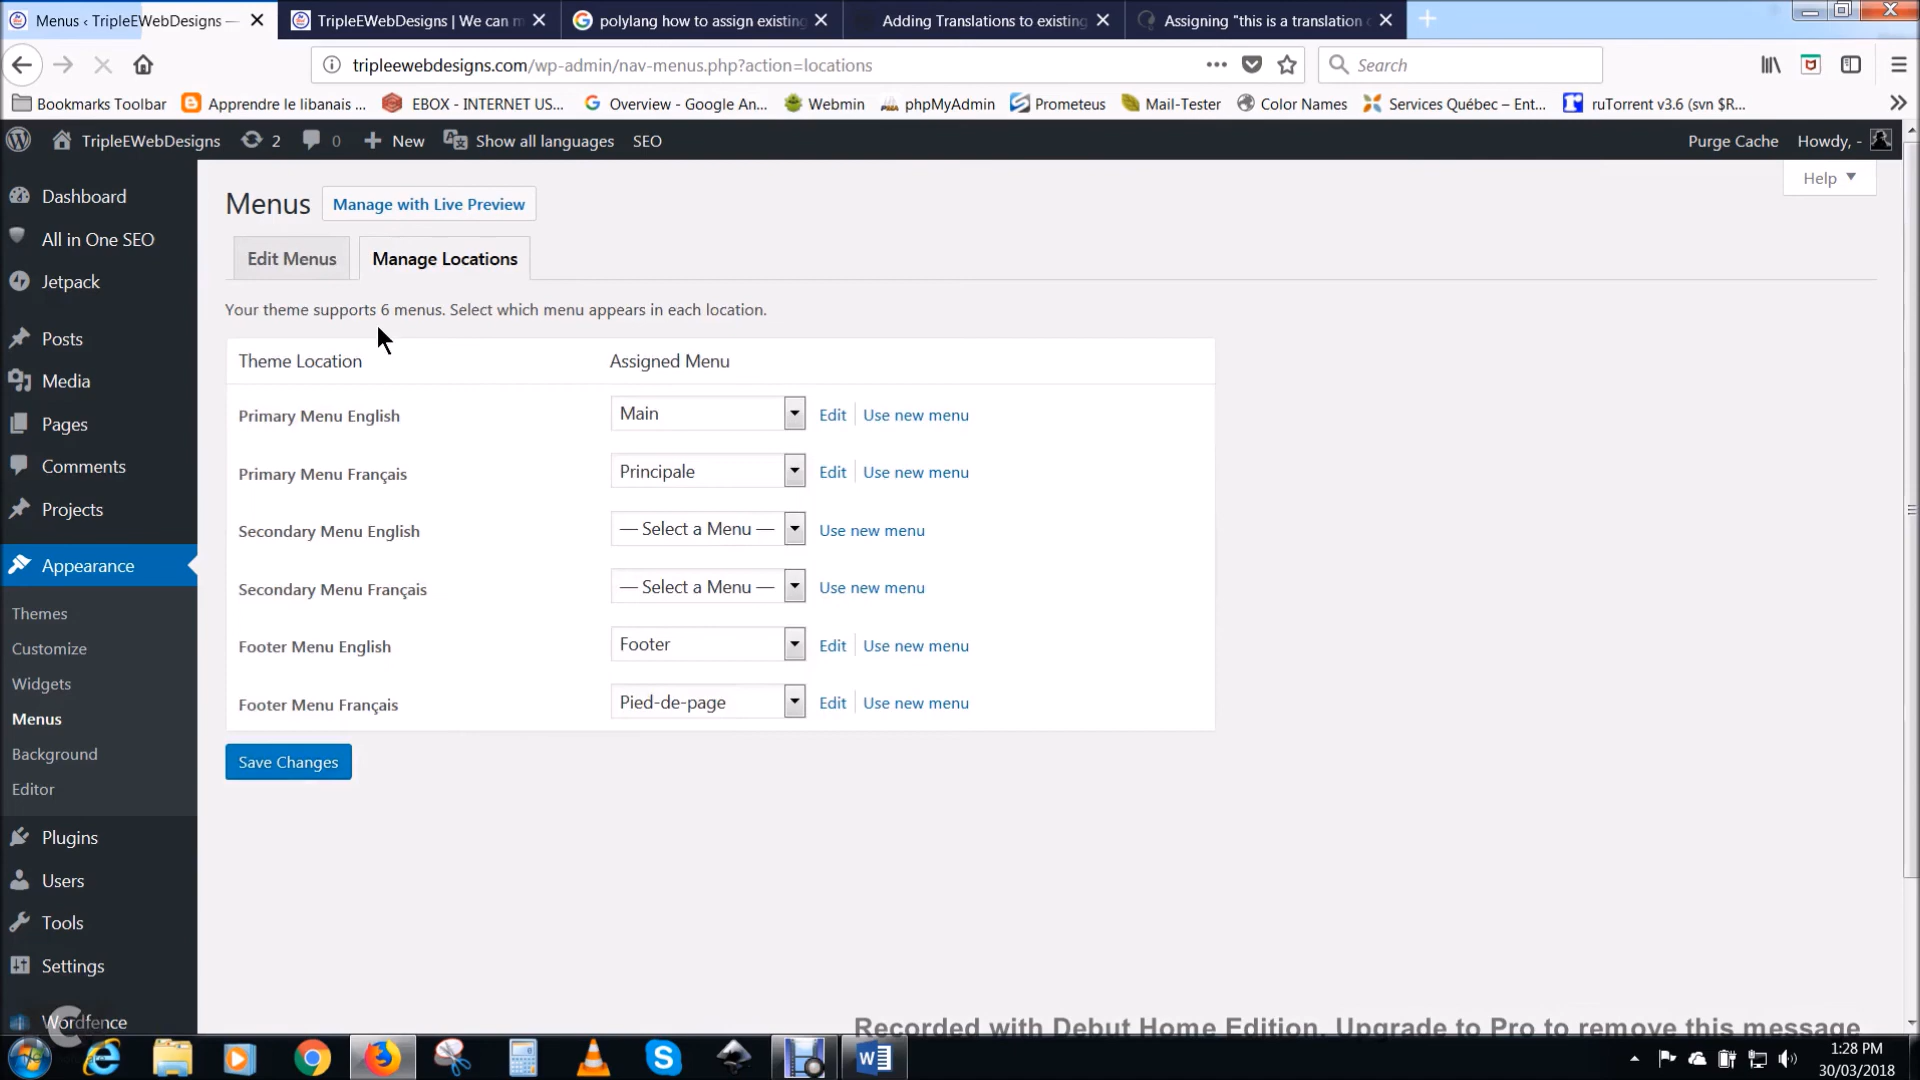 Menus ‹ TripleEWebDesigns —
TripleEWebDesigns | We can m
polylang how to assign existing
Adding Translations to existing
Assigning "this is a translation o
tripleewebdesigns.com/wp-admin/nav-menus.php?action=locations
Search
Bookmarks Toolbar
Apprendre le libanais ...
EBOX - INTERNET US...
Overview - Google An...
Webmin
phpMyAdmin
Prometeus
Mail-Tester
Color Names
Services Québec – Ent...
ruTorrent v3.6 (svn $R...
TripleEWebDesigns
2
0
New
Show all languages
SEO
Purge Cache
Howdy, -
Dashboard
All in One SEO
Jetpack
Posts
Media
Pages
Comments
Projects
Appearance
Themes
Customize
Widgets
Menus
Background
Editor
Plugins
Users
Tools
Settings
Wordfence
Help
Menus
Manage with Live Preview
Edit Menus
Manage Locations
Your theme supports 6 menus. Select which menu appears in each location.
Theme Location Assigned Menu
Primary Menu English Main Edit Use new menu
Primary Menu Français Principale Edit Use new menu
Secondary Menu English — Select a Menu — Use new menu
Secondary Menu Français — Select a Menu — Use new menu
Footer Menu English Footer Edit Use new menu
Footer Menu Français Pied-de-page Edit Use new menu
Save Changes
Recorded with Debut Home Edition. Upgrade to Pro to remove this message
1:28 PM
30/03/2018